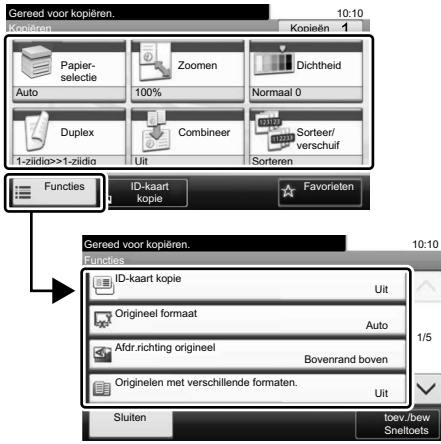 Gereed voor kopiëren. 10:10
Kopiëren Kopieën 1
Papier-
selectie
Auto
Zoomen
100%
Dichtheid
Normaal 0
Duplex
1-zijdig>>1-zijdig
Combineer
Uit
123123
112233
Sorteer/
verschuif
Sorteren
Functies
ID-kaart
kopie
Favorieten
Gereed voor kopiëren. 10:10
Functies
ID-kaart kopie
Uit
Origineel formaat
Auto
1/5
Afdr.richting origineel
Bovenrand boven
Originelen met verschillende formaten.
Uit
Sluiten
toev./bew
Sneltoets